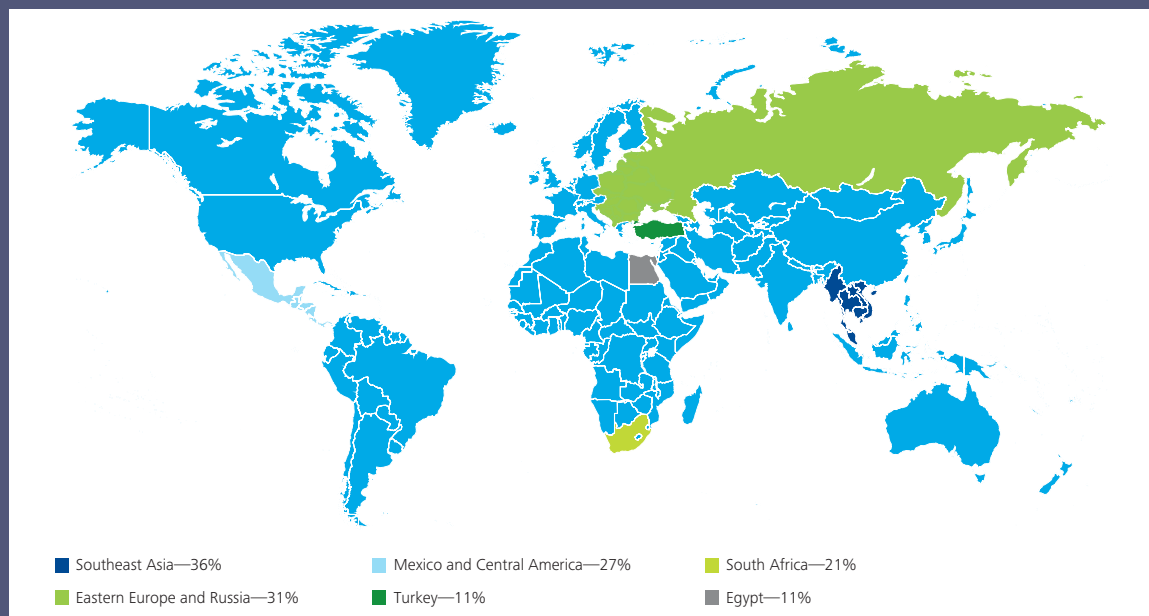 Southeast Asia—36%
Mexico and Central America—27%
South Africa—21%
Eastern Europe and Russia—31%
Turkey—11%
Egypt—11%